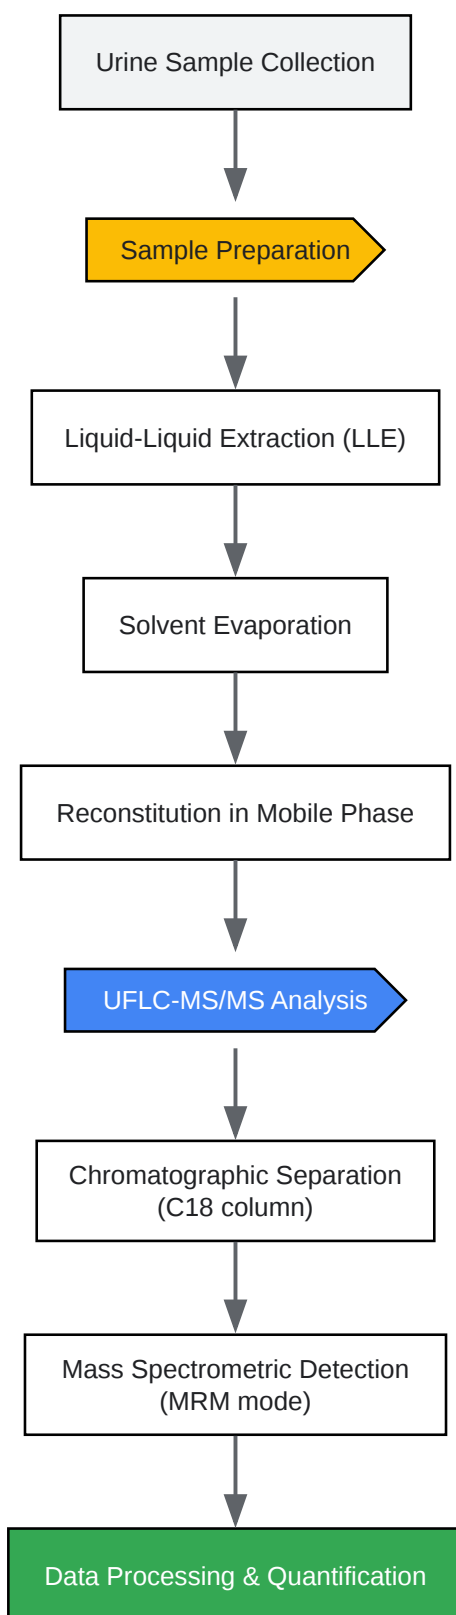 Urine Sample Collection
Sample Preparation
Liquid-Liquid Extraction (LLE)
Solvent Evaporation
Reconstitution in Mobile Phase
UFLC-MS/MS Analysis
Chromatographic Separation
(C18 column)
Mass Spectrometric Detection
(MRM mode)
Data Processing & Quantification